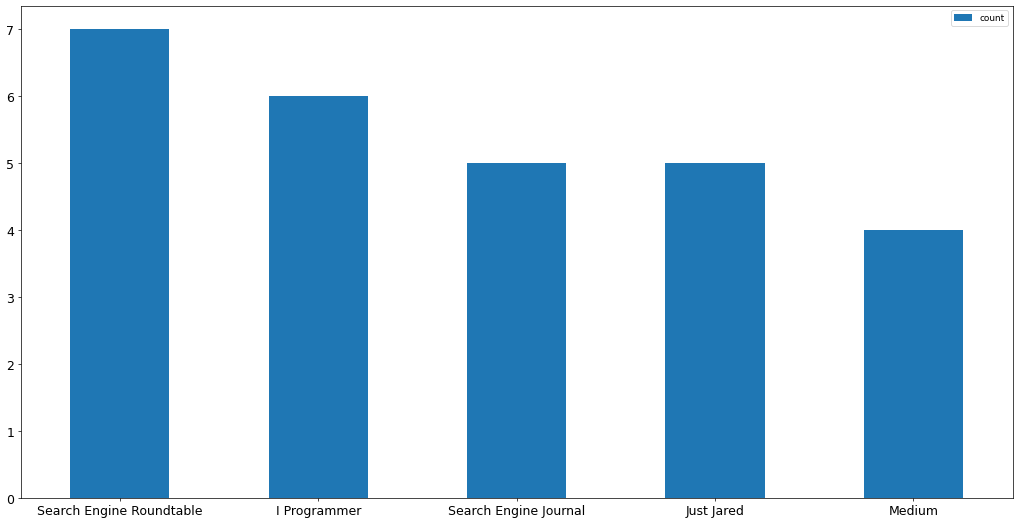 count
7
6
5
4
3
2
1
0
Search Engine Roundtable
I Programmer
Search Engine Journal
Just Jared
Medium